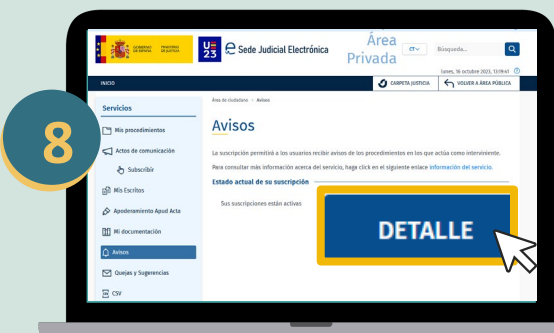 8
GOBIERNO DE ESPAÑA
MINISTERIO DE JUSTICIA
UE 23
Sede Judicial Electrónica
Área Privada
Búsqueda...
lunes, 16 octubre 2023, 13:19:41
INICIO
CARPETA JUSTICIA
VOLVER A ÁREA PÚBLICA
Servicios
Mis procedimientos
Actos de comunicación
Subscribir
Mis Escritos
Apoderamiento Apud Acta
Mi documentación
Avisos
Quejas y Sugerencias
CSV
Área de ciudadano > Avisos
Avisos
La suscripción permitirá a los usuarios recibir avisos de los procedimientos en los que actúa como interviniente.
Para consultar más información acerca del servicio, haga click en el siguiente enlace información del servicio.
Estado actual de su suscripción
Sus suscripciones están activas
DETALLE